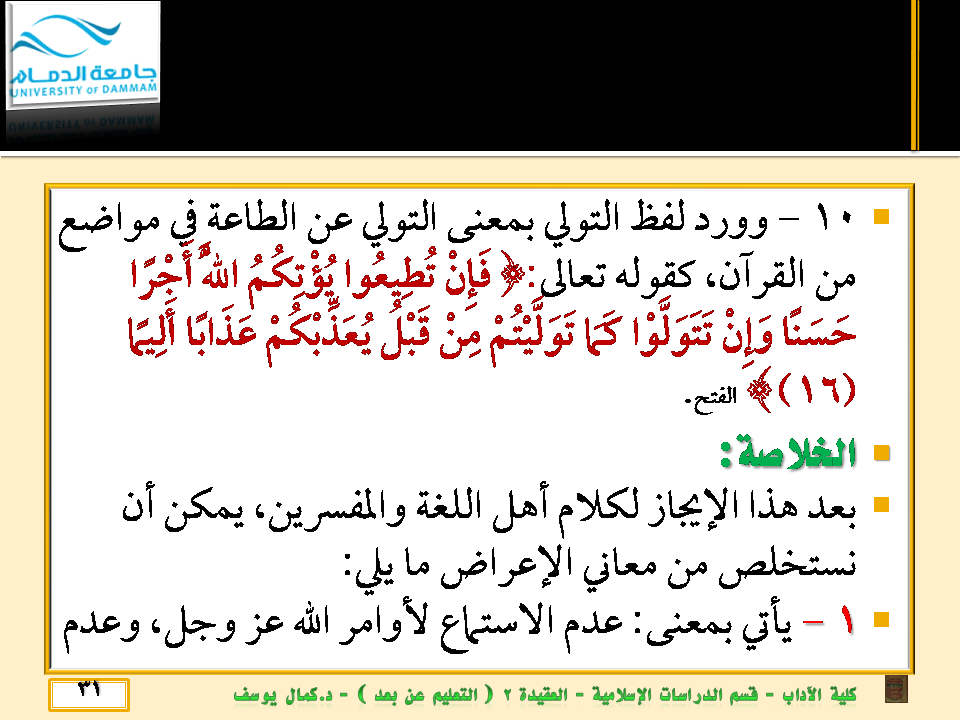 جامعة الدمام
UNIVERSITY OF DAMMAM
١٠ – وورد لفظ التولي بمعنى التولي عن الطاعة في مواضع
من القرآن، كقوله تعالى:﴿ فَإِنْ تُطِيعُوا يُؤْتِكُمُ اللهُ أَجْرًا
حَسَنًا وَإِنْ تَتَوَلَّوْا كَمَا تَوَلَّيْتُمْ مِنْ قَبْلُ يُعَذِّبْكُمْ عَذَابًا أَلِيمًا
(١٦)﴾ الفتح.
الخلاصة:
بعد هذا الإيجاز لكلام أهل اللغة والمفسرين، يمكن أن
نستخلص من معاني الإعراض ما يلي:
١ – يأتي بمعنى: عدم الاستماع لأوامر الله عز وجل، وعدم
كلية الآداب - قسم الدراسات الإسلامية - العقيدة ٢ ( التعليم عن بعد ) - د.كمال يوسف
٣١